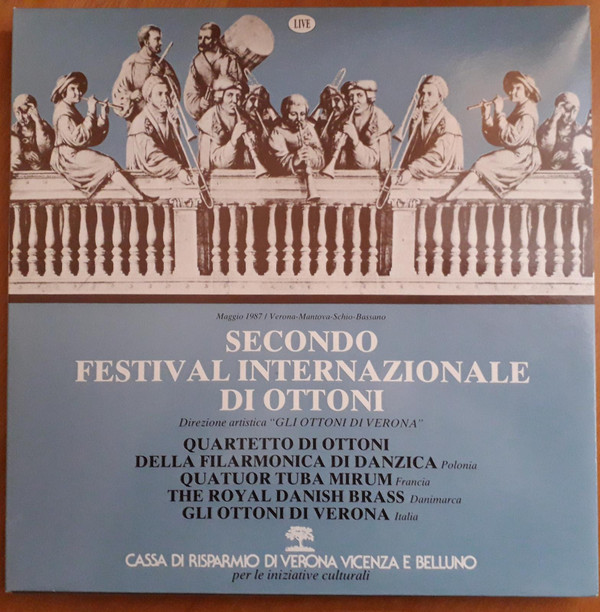 LIVE
Maggio 1987 / Verona-Mantova-Schio-Bassano
SECONDO
FESTIVAL INTERNAZIONALE
DI OTTONI
Direzione artistica "GLI OTTONI DI VERONA"
QUARTETTO DI OTTONI
DELLA FILARMONICA DI DANZICA Polonia
QUATUOR TUBA MIRUM Francia
THE ROYAL DANISH BRASS Danimarca
GLI OTTONI DI VERONA Italia
CASSA DI RISPARMIO DI VERONA VICENZA E BELLUNO
per le iniziative culturali